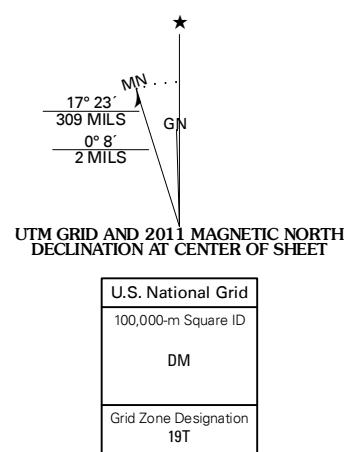 ★
MN
17° 23´
309 MILS
GN
0° 8´
2 MILS
UTM GRID AND 2011 MAGNETIC NORTH
DECLINATION AT CENTER OF SHEET
U.S. National Grid
100,000-m Square ID
DM
Grid Zone Designation
19T